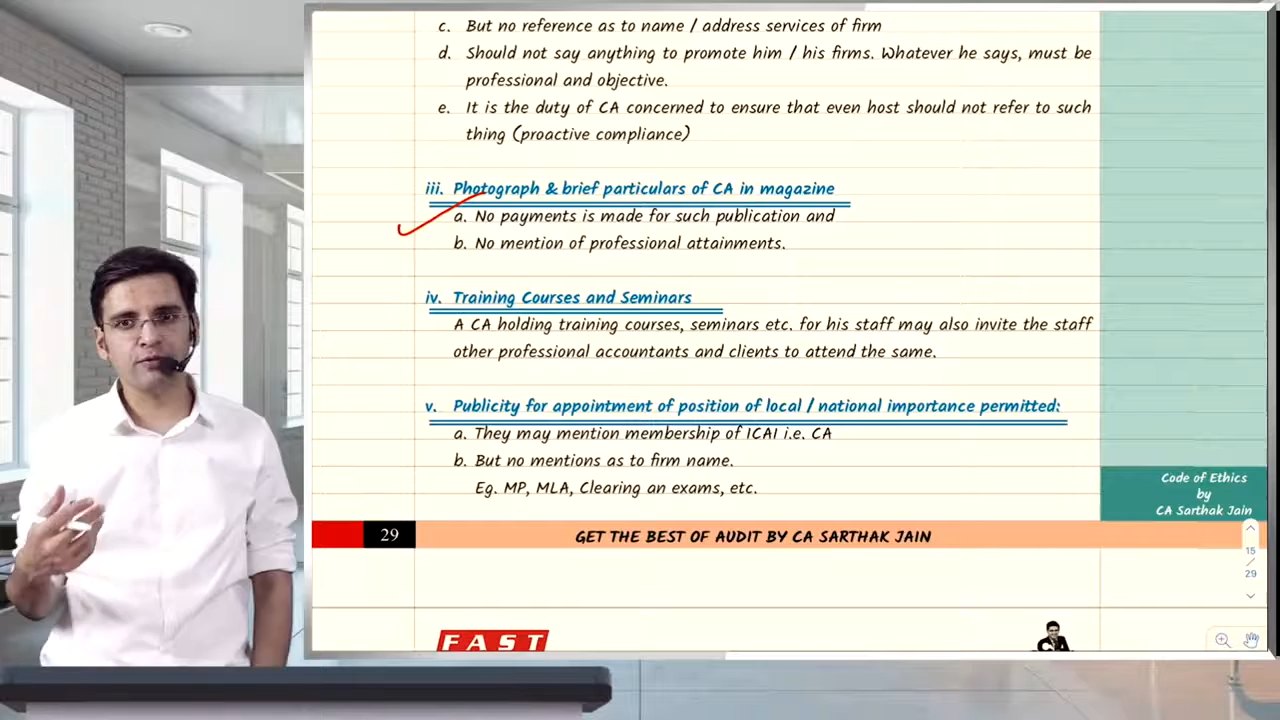 c. But no reference as to name / address services of firm
d. Should not say anything to promote him / his firms. Whatever he says, must be
professional and objective.
e. It is the duty of CA concerned to ensure that even host should not refer to such
thing (proactive compliance)
iii. Photograph & brief particulars of CA in magazine
a. No payments is made for such publication and
b. No mention of professional attainments.
iv. Training Courses and Seminars
A CA holding training courses, seminars etc. for his staff may also invite the staff
other professional accountants and clients to attend the same.
v. Publicity for appointment of position of local / national importance permitted:
a. They may mention membership of ICAI i.e. CA
b. But no mentions as to firm name.
Eg. MP, MLA, Clearing an exams, etc.
Code of Ethics
by
CA Sarthak Jain
29
GET THE BEST OF AUDIT BY CA SARTHAK JAIN
15
/
29
FAST